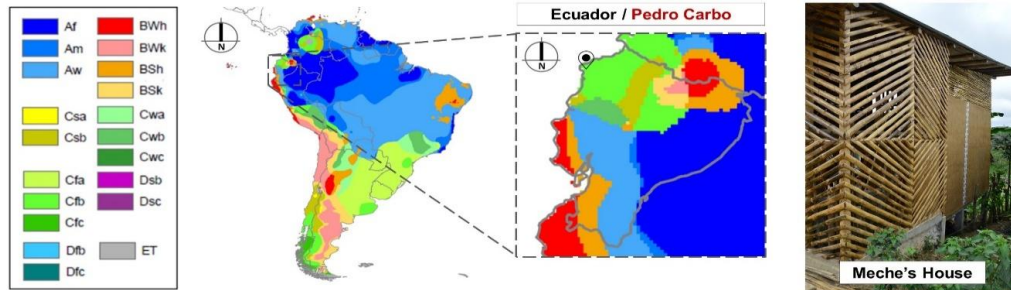 Af
Am
Aw
Csa
Csb
Cfa
Cfb
Cfc
Dfb
Dfc
BWh
BWk
BSh
BSk
Cwa
Cwb
Cwc
Dsb
Dsc
ET
N
Ecuador / Pedro Carbo
N
Meche's House